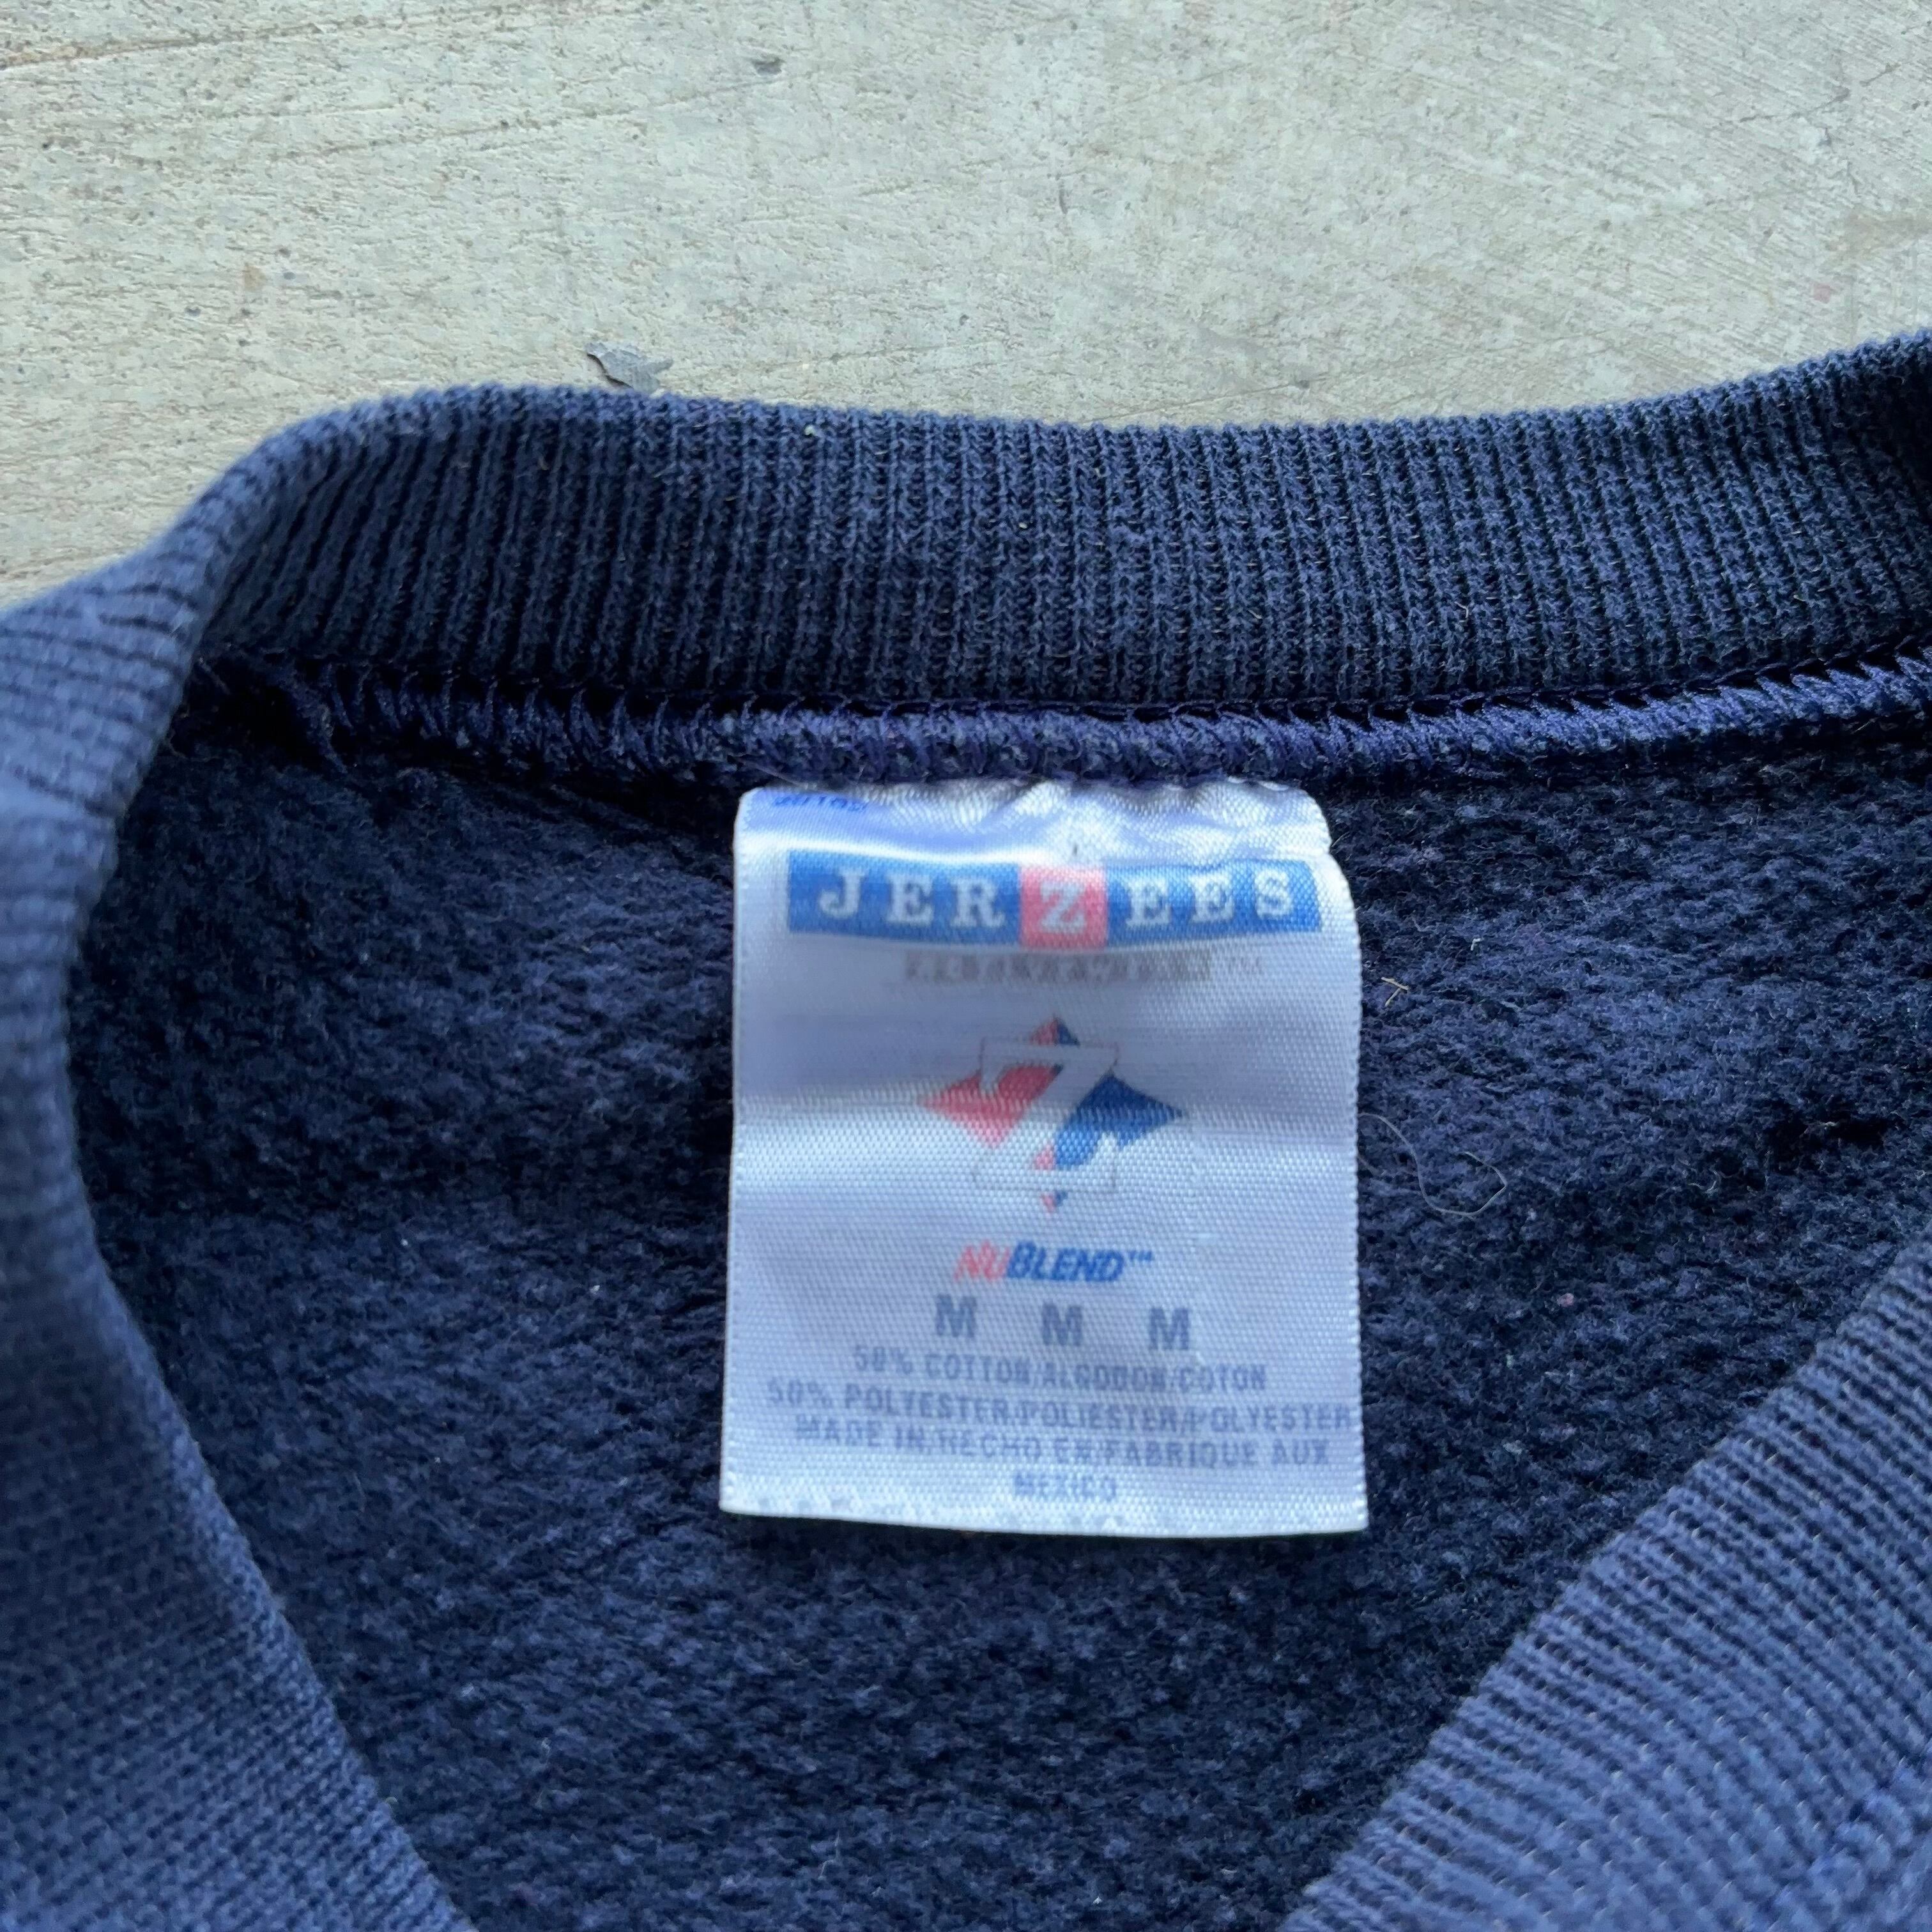 JERZEES
Z
NUBLEND™
M M M
50% COTTON/ALGODON/COTON
50% POLYESTER/POLIESTER/POLYESTER
MADE IN/HECHO EN/FABRIQUE AUX
MEXICO